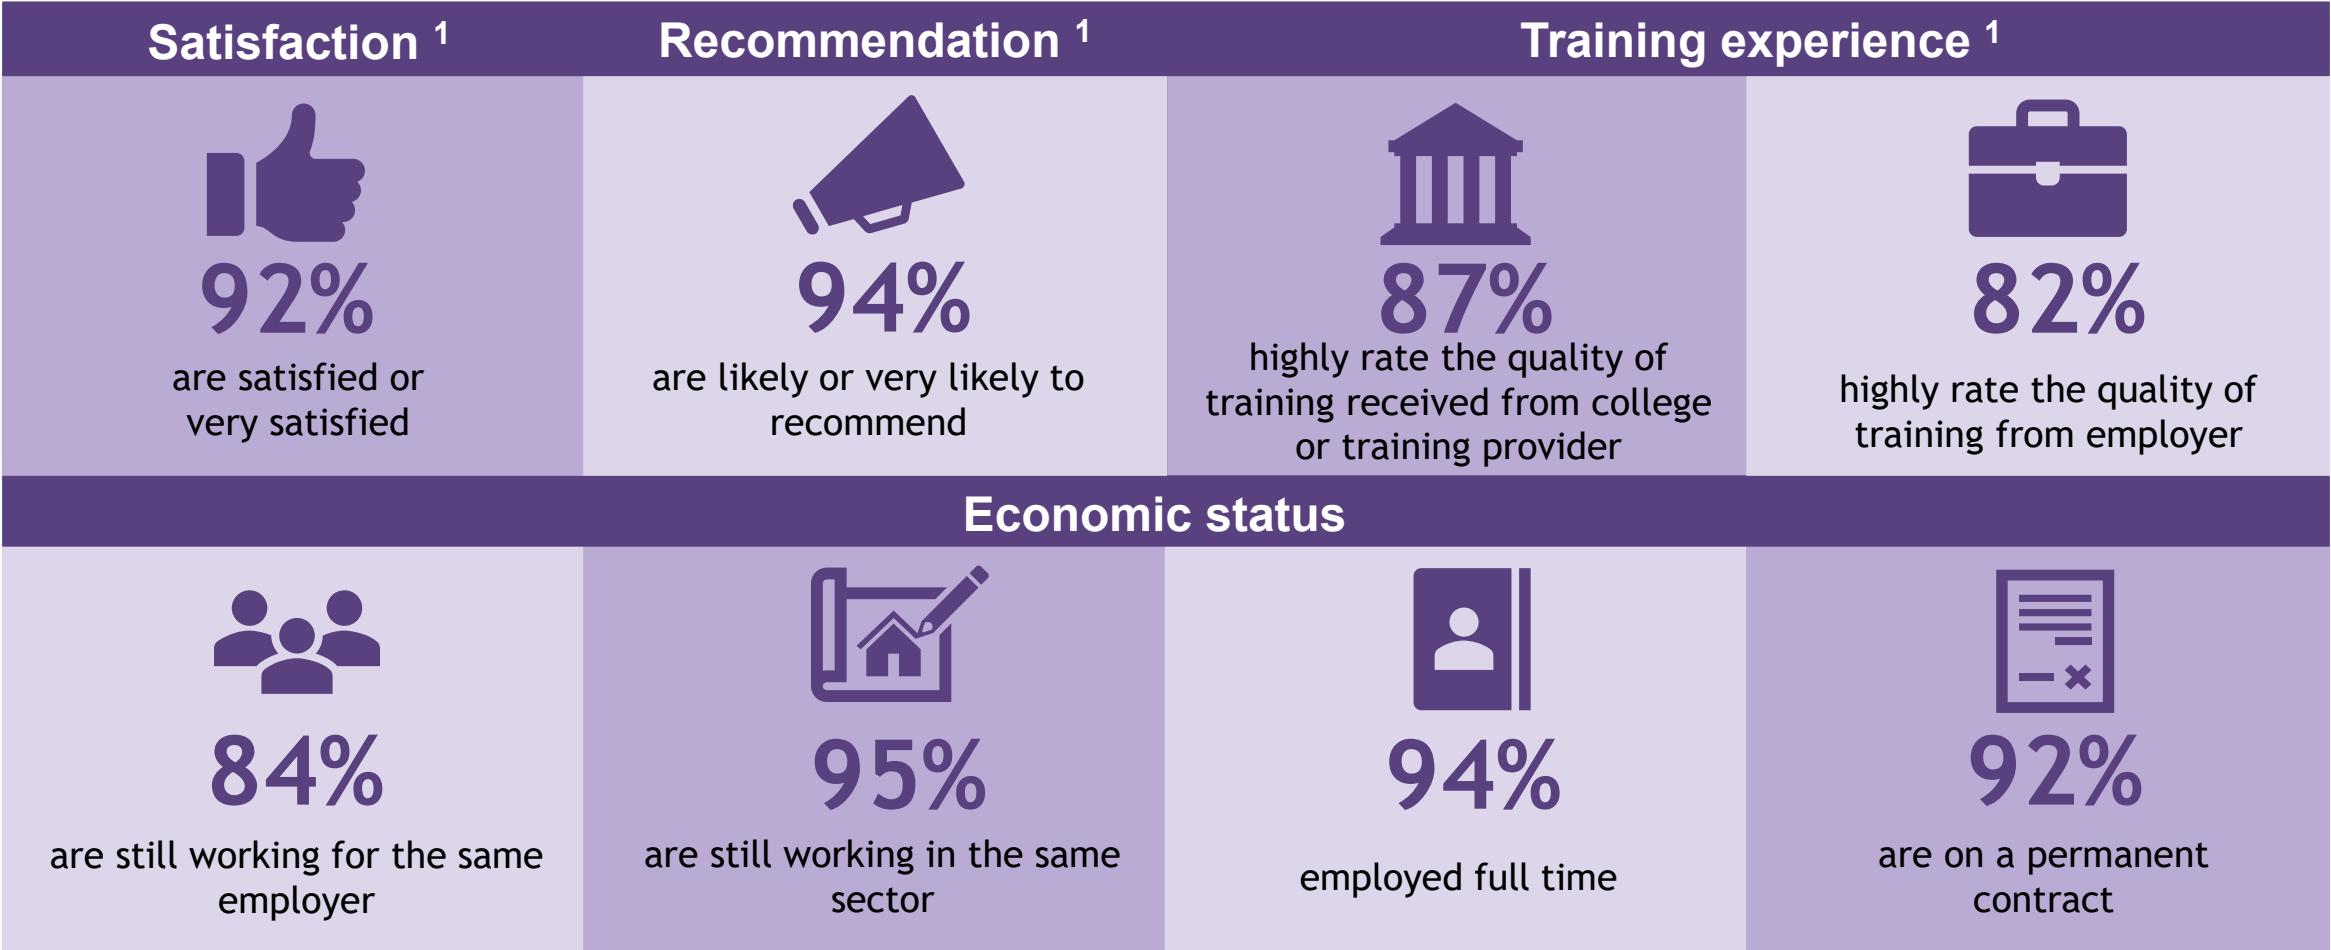 Satisfaction 1
Recommendation 1
Training experience 1
92%
are satisfied or
very satisfied
94%
are likely or very likely to
recommend
87%
highly rate the quality of
training received from college
or training provider
82%
highly rate the quality of
training from employer
Economic status
84%
are still working for the same
employer
95%
are still working in the same
sector
94%
employed full time
92%
are on a permanent
contract